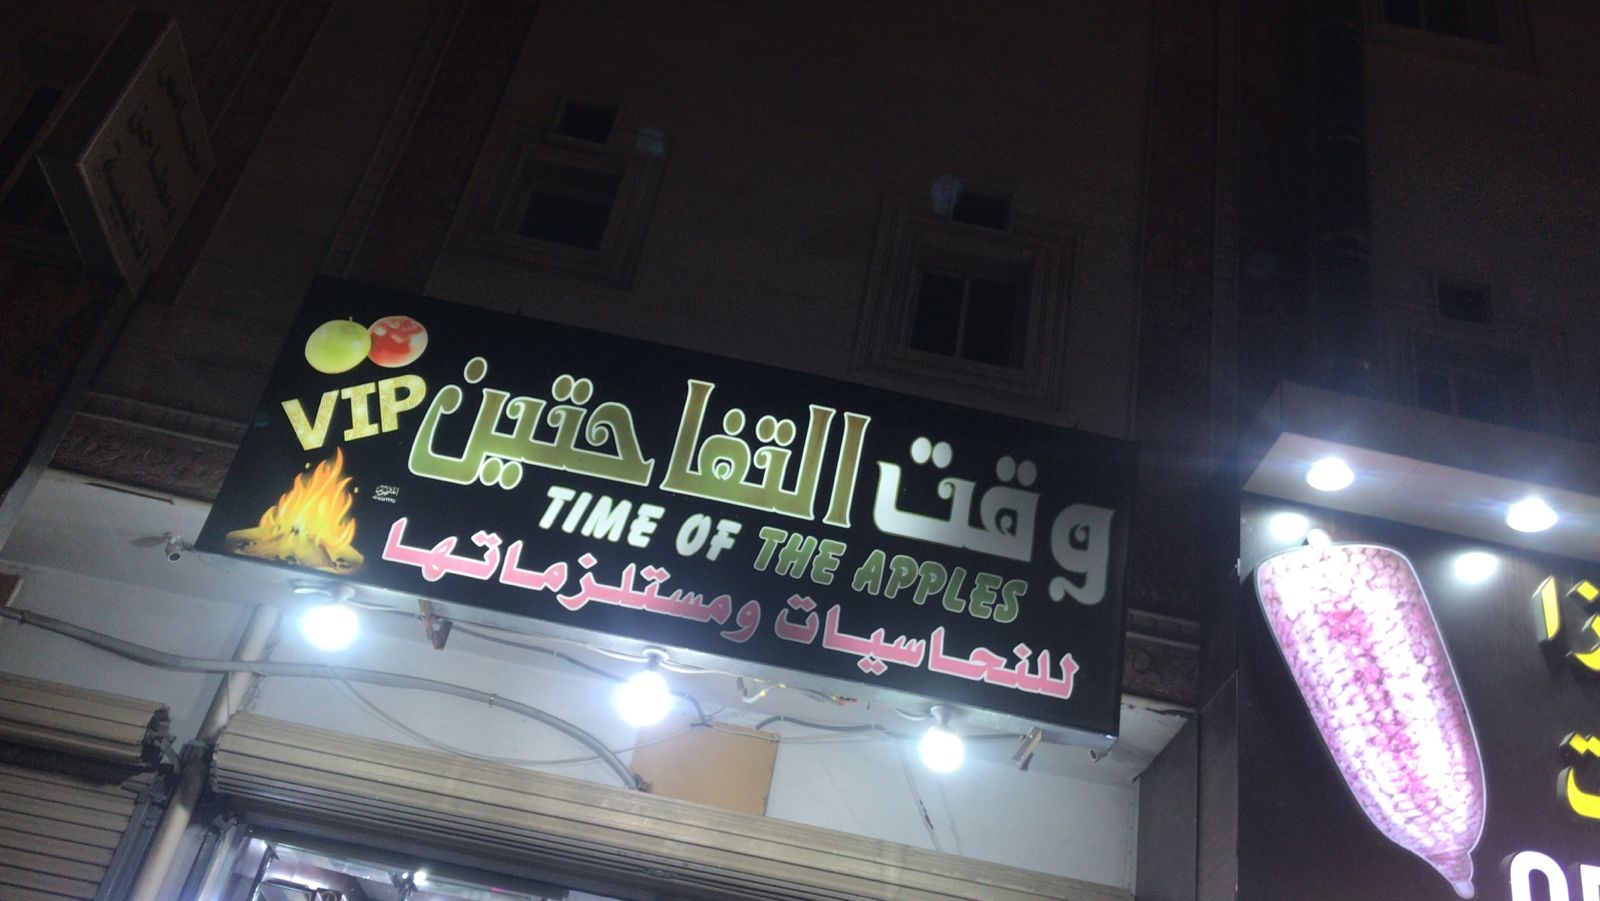 وقت التفاحتين
VIP
TIME OF THE APPLES
للنحاسيات ومستلزماتها